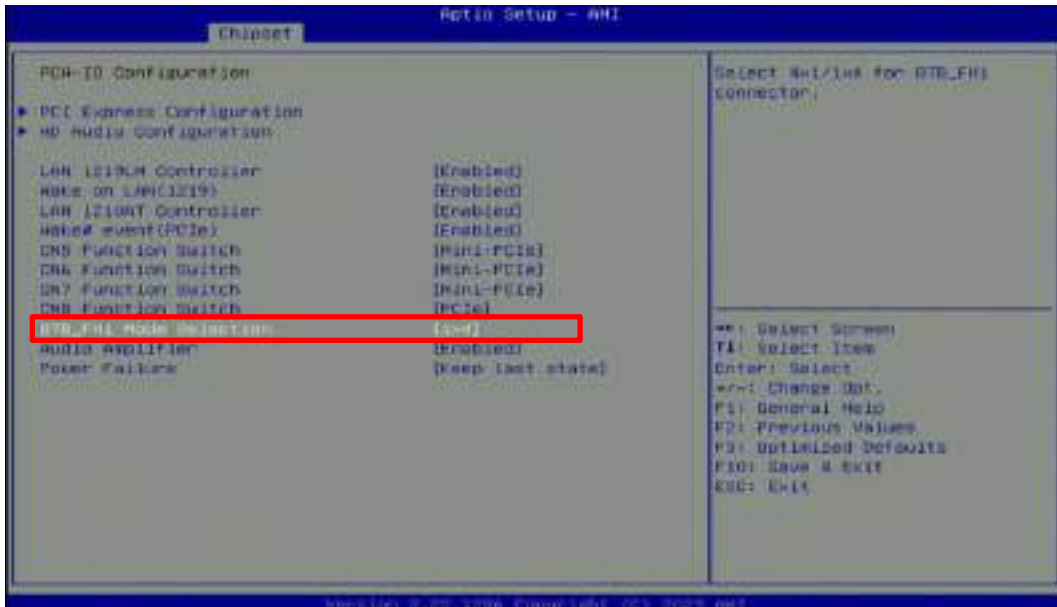 Aptio Setup - AMI
Chipset
PCH-IO Configuration
PCI Express Configuration
HD Audio Configuration
LAN i219LM Controller [Enabled]
Wake on LAN(I219) [Enabled]
LAN i210AT Controller [Enabled]
Wake# event(PCIe) [Enabled]
CN5 Function Switch [Mini-PCIe]
CN6 Function Switch [Mini-PCIe]
CN7 Function Switch [Mini-PCIe]
CN8 Function Switch [PCIe]
BTB_FH1 Mode Selection [1x4]
Audio Amplifier [Enabled]
Power Failure [Keep last state]
Select 4x1/1x4 for BTB_FH1
connector.
: Select Screen
: Select Item
Enter: Select
+/-: Change Opt.
F1: General Help
F2: Previous Values
F3: Optimized Defaults
F10: Save & Exit
ESC: Exit
Version Copyright (C) AMI